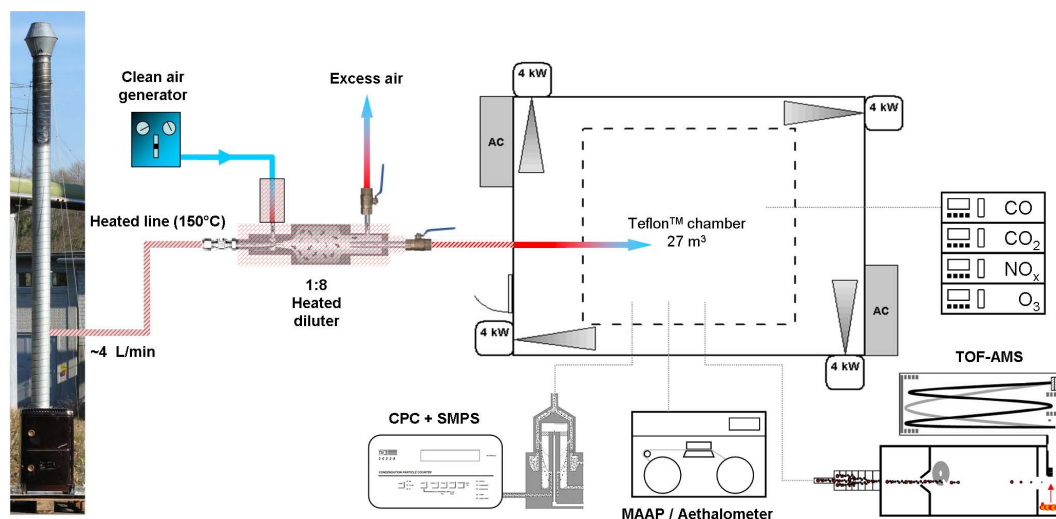 Clean air
generator
Excess air
Heated line (150°C)
1:8
Heated
diluter
~4 L/min
4 kW
4 kW
AC
Teflon™ chamber
27 m³
4 kW
AC
4 kW
CO
CO₂
NOₓ
O₃
TOF-AMS
CPC + SMPS
CONDENSATION PARTICLE COUNTER
MAAP / Aethalometer